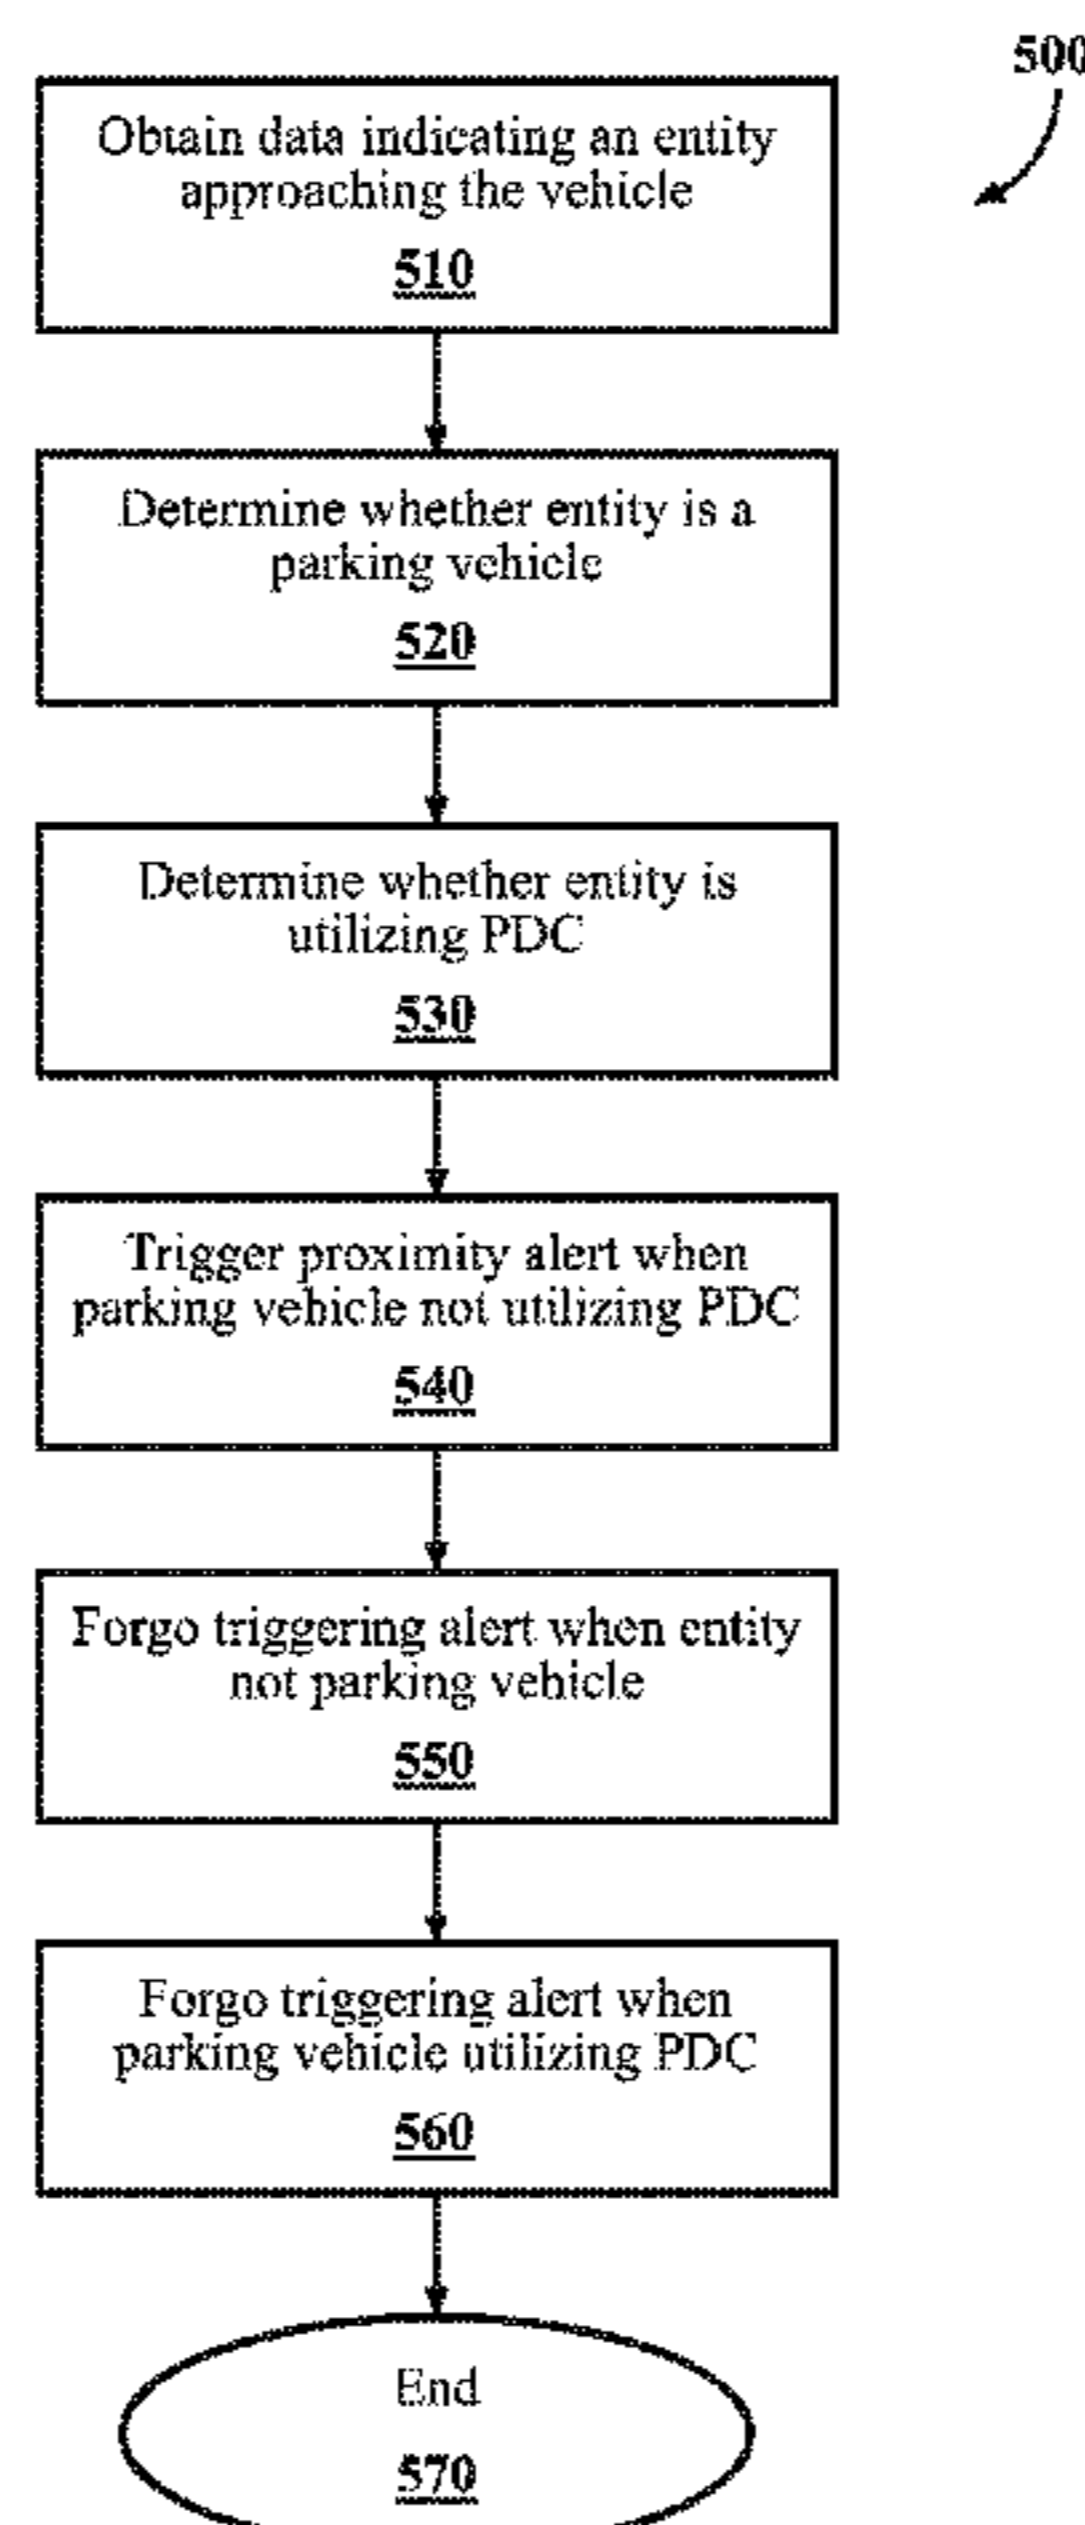 500
Obtain data indicating an entity
approaching the vehicle
510
Determine whether entity is a
parking vehicle
520
Determine whether entity is
utilizing PDC
530
Trigger proximity alert when
parking vehicle not utilizing PDC
540
Forgo triggering alert when entity
not parking vehicle
550
Forgo triggering alert when
parking vehicle utilizing PDC
560
End
570